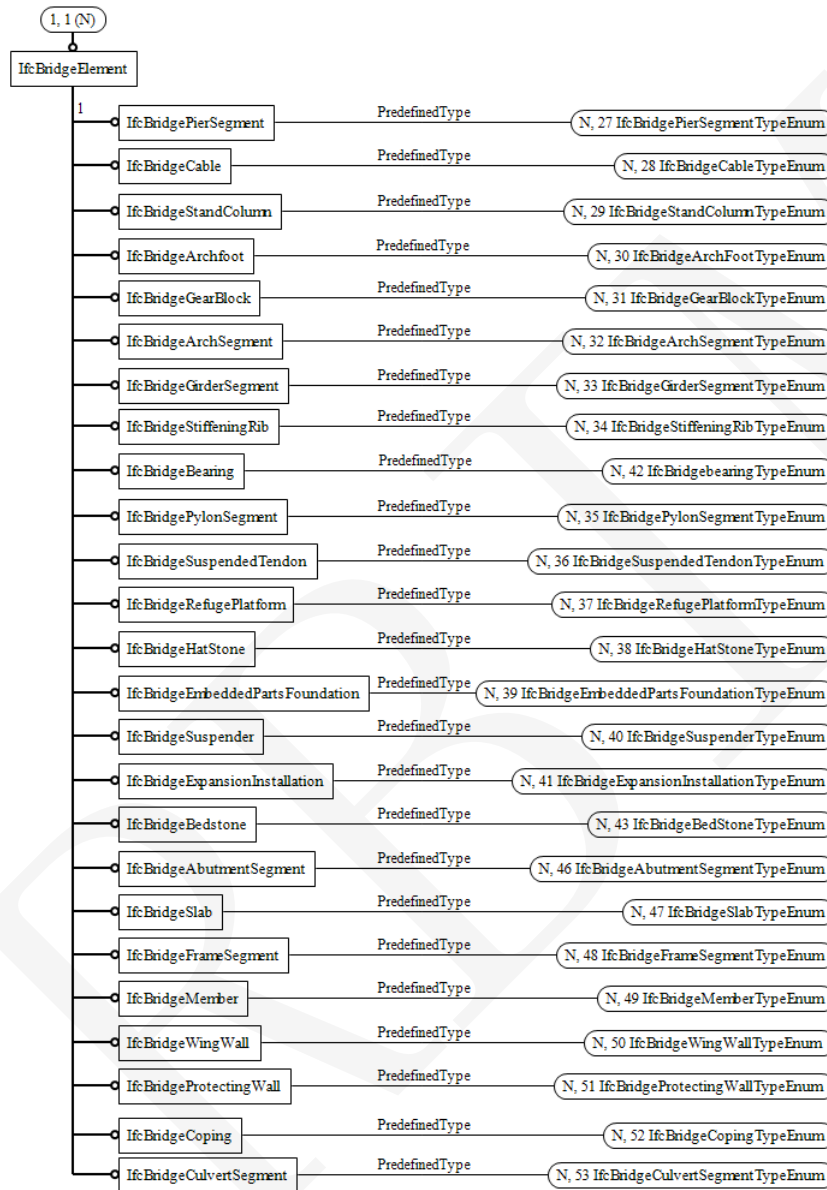 1, 1 (N)
IfcBridgeElement
1
IfcBridgePierSegment PredefinedType N, 27 IfcBridgePierSegmentTypeEnum
IfcBridgeCable PredefinedType N, 28 IfcBridgeCableTypeEnum
IfcBridgeStandColumn PredefinedType N, 29 IfcBridgeStandColumnTypeEnum
IfcBridgeArchfoot PredefinedType N, 30 IfcBridgeArchFootTypeEnum
IfcBridgeGearBlock PredefinedType N, 31 IfcBridgeGearBlockTypeEnum
IfcBridgeArchSegment PredefinedType N, 32 IfcBridgeArchSegmentTypeEnum
IfcBridgeGirderSegment PredefinedType N, 33 IfcBridgeGirderSegmentTypeEnum
IfcBridgeStiffeningRib PredefinedType N, 34 IfcBridgeStiffeningRibTypeEnum
IfcBridgeBearing PredefinedType N, 42 IfcBridgebearingTypeEnum
IfcBridgePylonSegment PredefinedType N, 35 IfcBridgePylonSegmentTypeEnum
IfcBridgeSuspendedTendon PredefinedType N, 36 IfcBridgeSuspendedTendonTypeEnum
IfcBridgeRefugePlatform PredefinedType N, 37 IfcBridgeRefugePlatformTypeEnum
IfcBridgeHatStone PredefinedType N, 38 IfcBridgeHatStoneTypeEnum
IfcBridgeEmbeddedPartsFoundation PredefinedType N, 39 IfcBridgeEmbeddedPartsFoundationTypeEnum
IfcBridgeSuspender PredefinedType N, 40 IfcBridgeSuspenderTypeEnum
IfcBridgeExpansionInstallation PredefinedType N, 41 IfcBridgeExpansionInstallationTypeEnum
IfcBridgeBedstone PredefinedType N, 43 IfcBridgeBedStoneTypeEnum
IfcBridgeAbutmentSegment PredefinedType N, 46 IfcBridgeAbutmentSegmentTypeEnum
IfcBridgeSlab PredefinedType N, 47 IfcBridgeSlabTypeEnum
IfcBridgeFrameSegment PredefinedType N, 48 IfcBridgeFrameSegmentTypeEnum
IfcBridgeMember PredefinedType N, 49 IfcBridgeMemberTypeEnum
IfcBridgeWingWall PredefinedType N, 50 IfcBridgeWingWallTypeEnum
IfcBridgeProtectingWall PredefinedType N, 51 IfcBridgeProtectingWallTypeEnum
IfcBridgeCoping PredefinedType N, 52 IfcBridgeCopingTypeEnum
IfcBridgeCulvertSegment PredefinedType N, 53 IfcBridgeCulvertSegmentTypeEnum